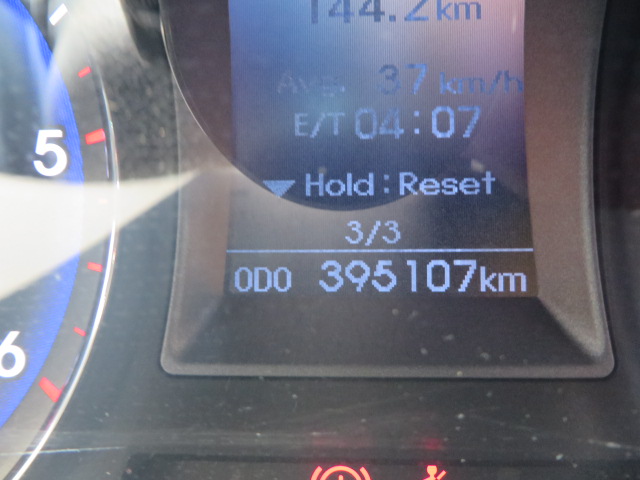 144.2km
Avg. 37 km/h
E/T 04:07
▼ Hold : Reset
3/3
ODO 395107km
5
6